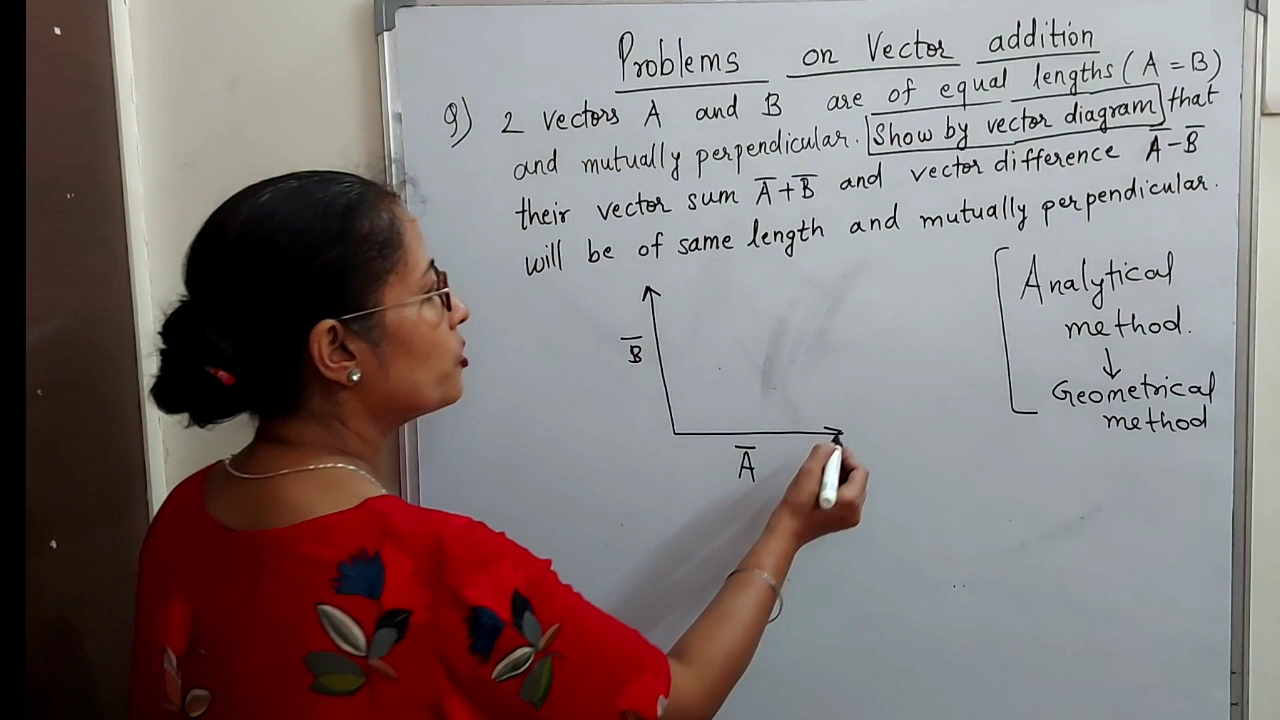 Problems on Vector addition
Q) 2 vectors A and B are of equal lengths (A = B)
and mutually perpendicular. Show by vector diagram that
their vector sum A̅+B̅ and vector difference A̅-B̅
will be of same length and mutually perpendicular.
Analytical
method.
↓
Geometrical
method
B̅
A̅